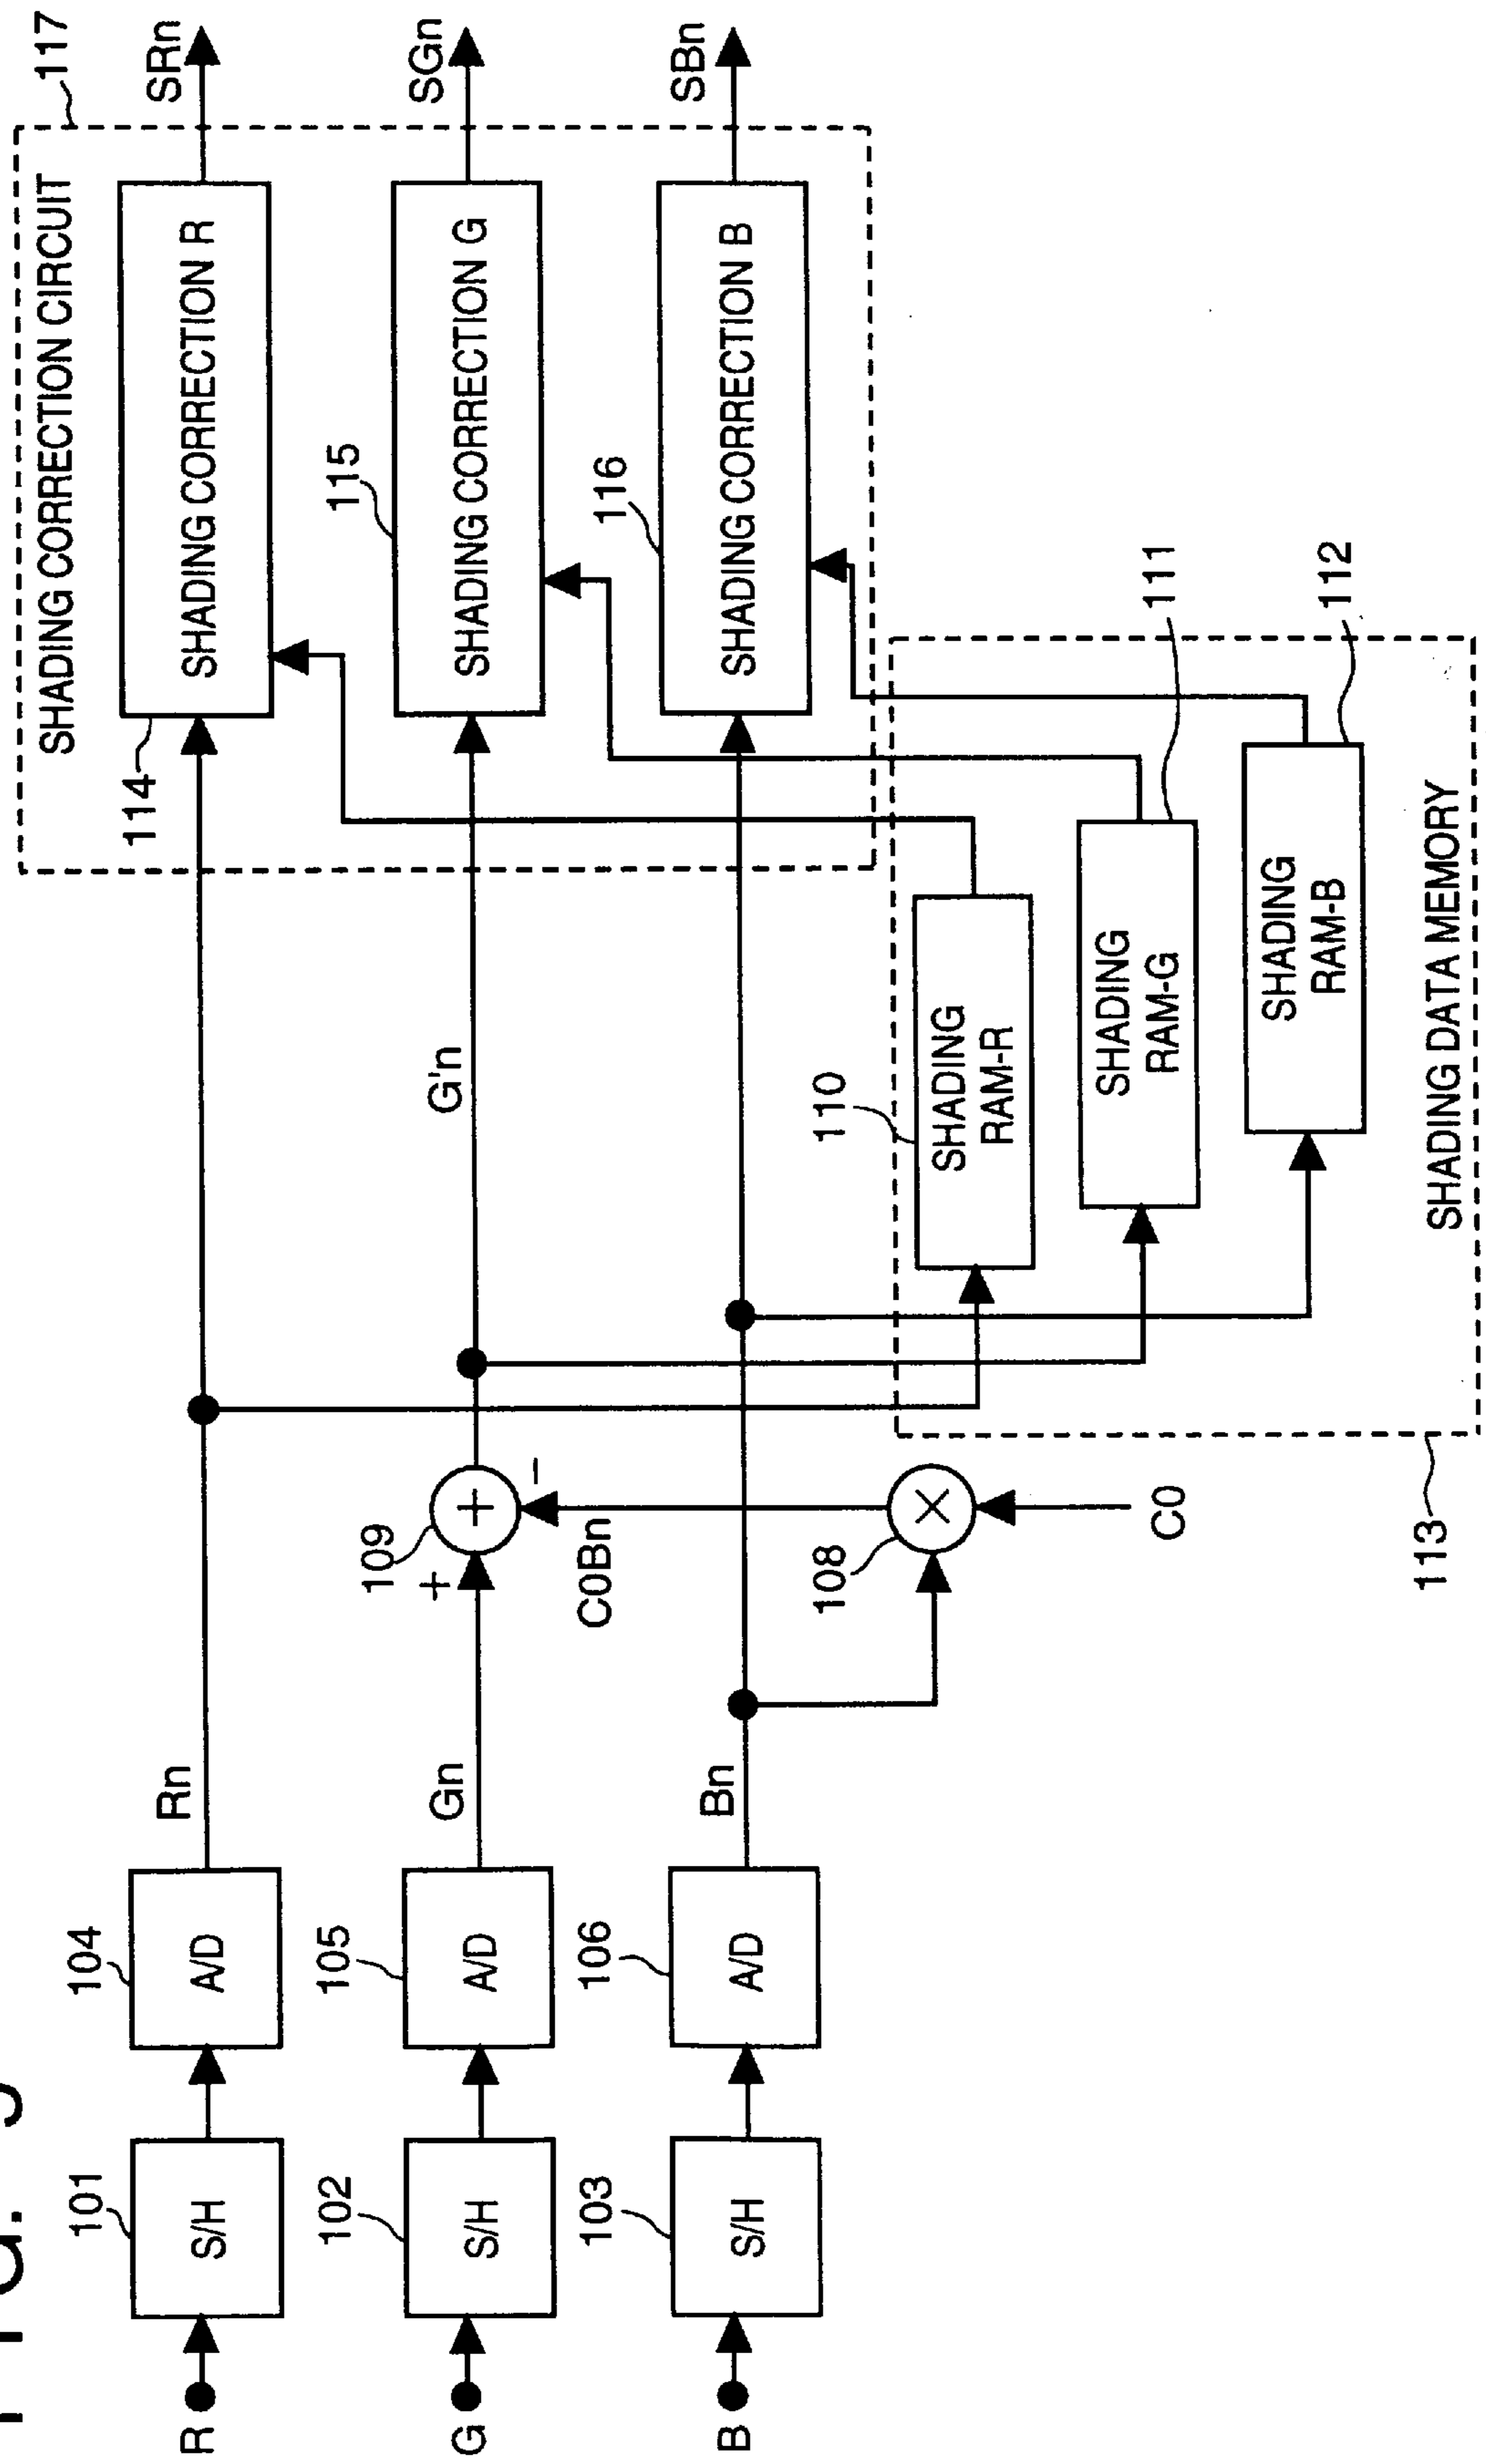 SHADING CORRECTION CIRCUIT
117
R
101
S/H
104
A/D
Rn
114
SHADING CORRECTION R
SRn
G
102
S/H
105
A/D
Gn
+
109
+
−
G'n
115
SHADING CORRECTION G
SGn
C0Bn
B
103
S/H
106
A/D
Bn
116
SHADING CORRECTION B
SBn
108
×
C0
110
SHADING
RAM-R
SHADING
RAM-G
111
SHADING
RAM-B
112
SHADING DATA MEMORY
113